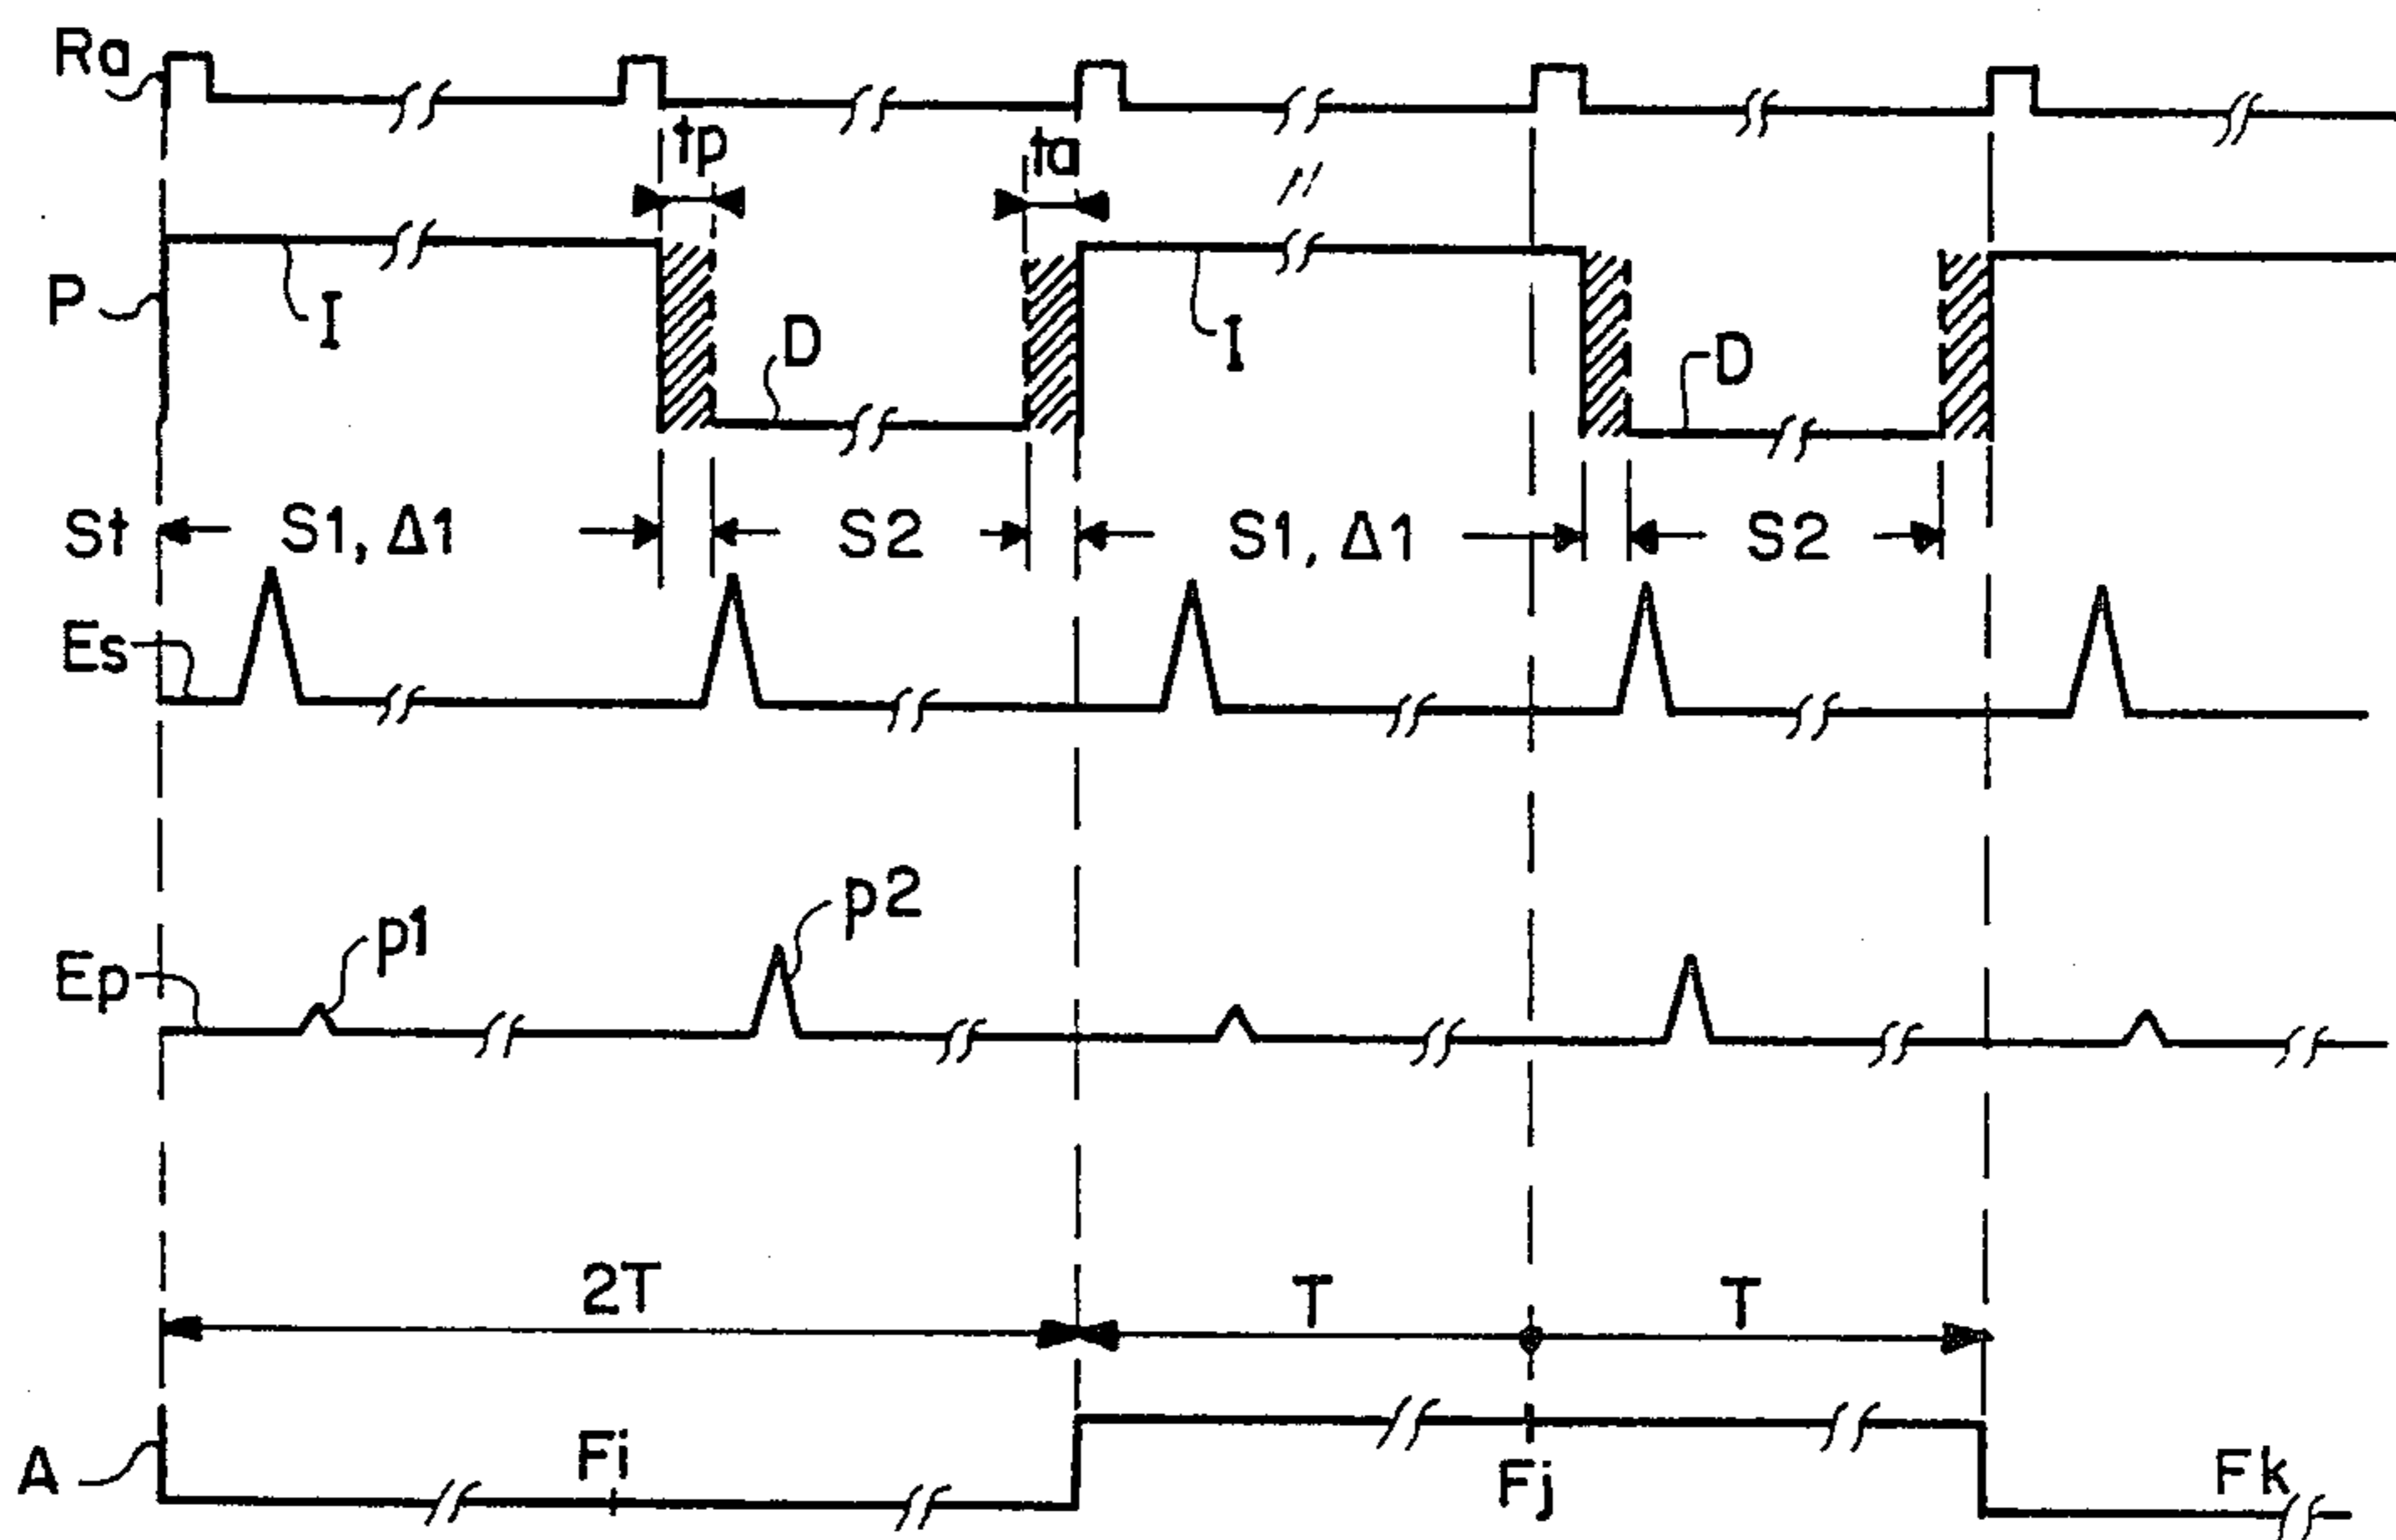 Ra
tp
ta
P
I
D
I
D
St
S1, Δ1
S2
S1, Δ1
S2
Es
p2
p1
Ep
2T
T
T
A
Fi
Fj
Fk